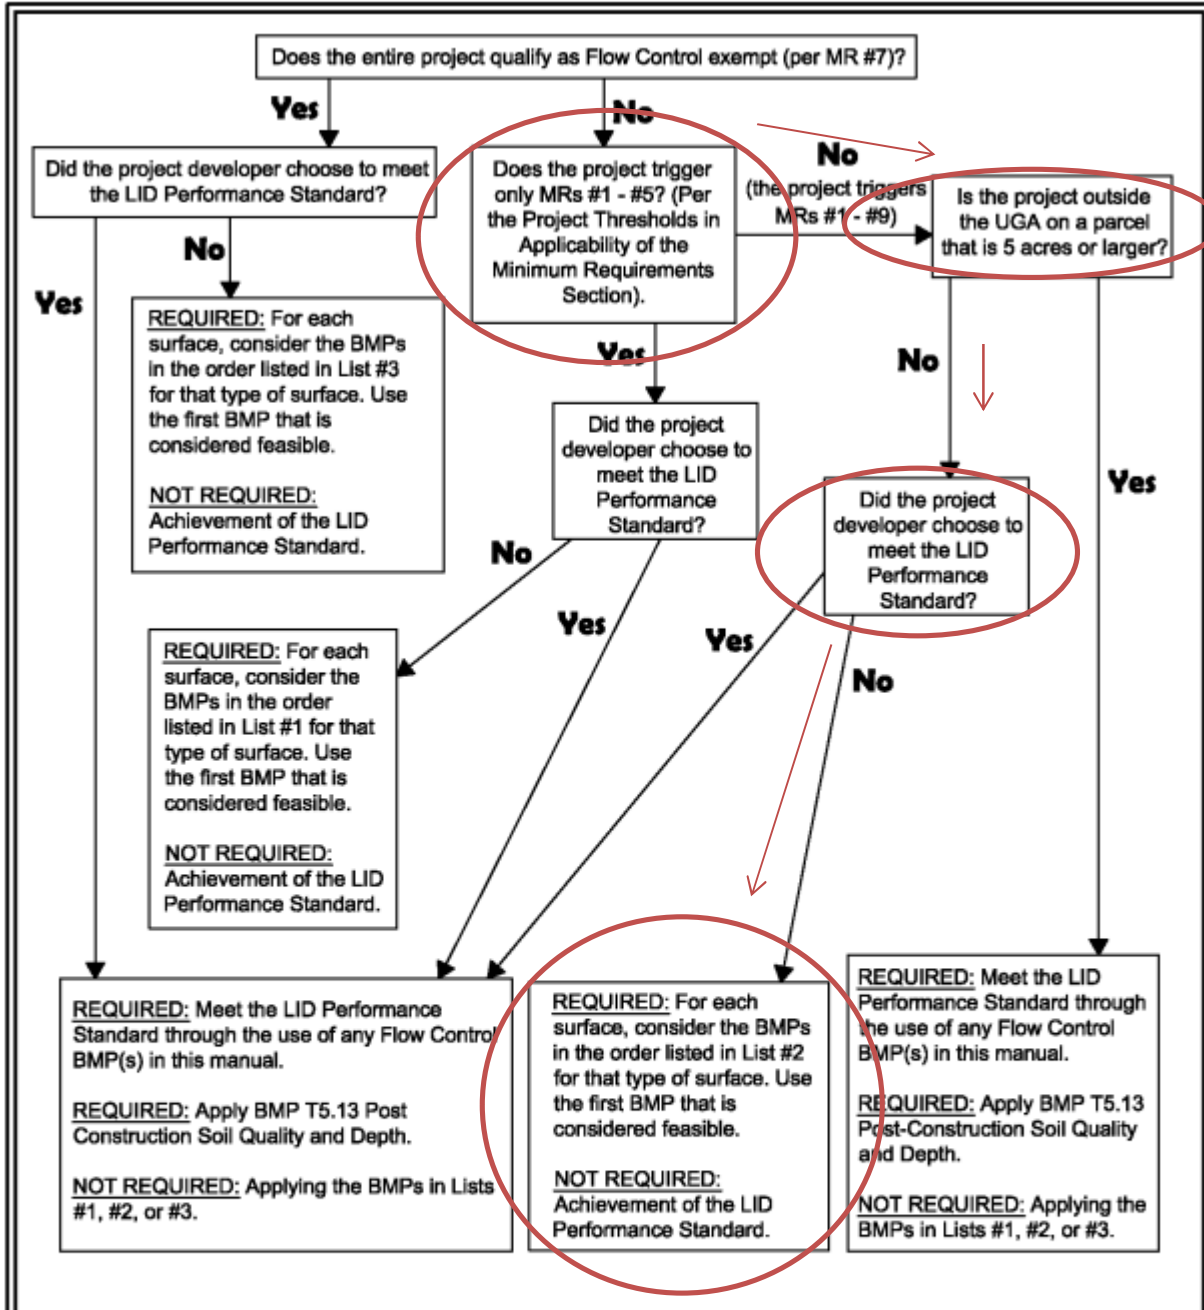 Does the entire project qualify as Flow Control exempt (per MR #7)?
Yes
No
Did the project developer choose to meet
the LID Performance Standard?
Does the project trigger
only MRs #1 - #5? (Per
the Project Thresholds in
Applicability of the
Minimum Requirements
Section).
No
(the project triggers
MRs #1 - #9)
Is the project outside
the UGA on a parcel
that is 5 acres or larger?
No
Yes
REQUIRED: For each
surface, consider the BMPs
in the order listed in List #3
for that type of surface. Use
the first BMP that is
considered feasible.
NOT REQUIRED:
Achievement of the LID
Performance Standard.
Yes
No
Did the project
developer choose to
meet the LID
Performance
Standard?
Yes
Did the project
developer choose to
meet the LID
Performance
Standard?
No
Yes
Yes
No
REQUIRED: For each
surface, consider the
BMPs in the order
listed in List #1 for that
type of surface. Use
the first BMP that is
considered feasible.
NOT REQUIRED:
Achievement of the LID
Performance Standard.
REQUIRED: Meet the LID Performance
Standard through the use of any Flow Control
BMP(s) in this manual.
REQUIRED: Apply BMP T5.13 Post
Construction Soil Quality and Depth.
NOT REQUIRED: Applying the BMPs in Lists
#1, #2, or #3.
REQUIRED: For each
surface, consider the BMPs
in the order listed in List #2
for that type of surface. Use
the first BMP that is
considered feasible.
NOT REQUIRED:
Achievement of the LID
Performance Standard.
REQUIRED: Meet the LID
Performance Standard through
the use of any Flow Control
BMP(s) in this manual.
REQUIRED: Apply BMP T5.13
Post-Construction Soil Quality
and Depth.
NOT REQUIRED: Applying the
BMPs in Lists #1, #2, or #3.